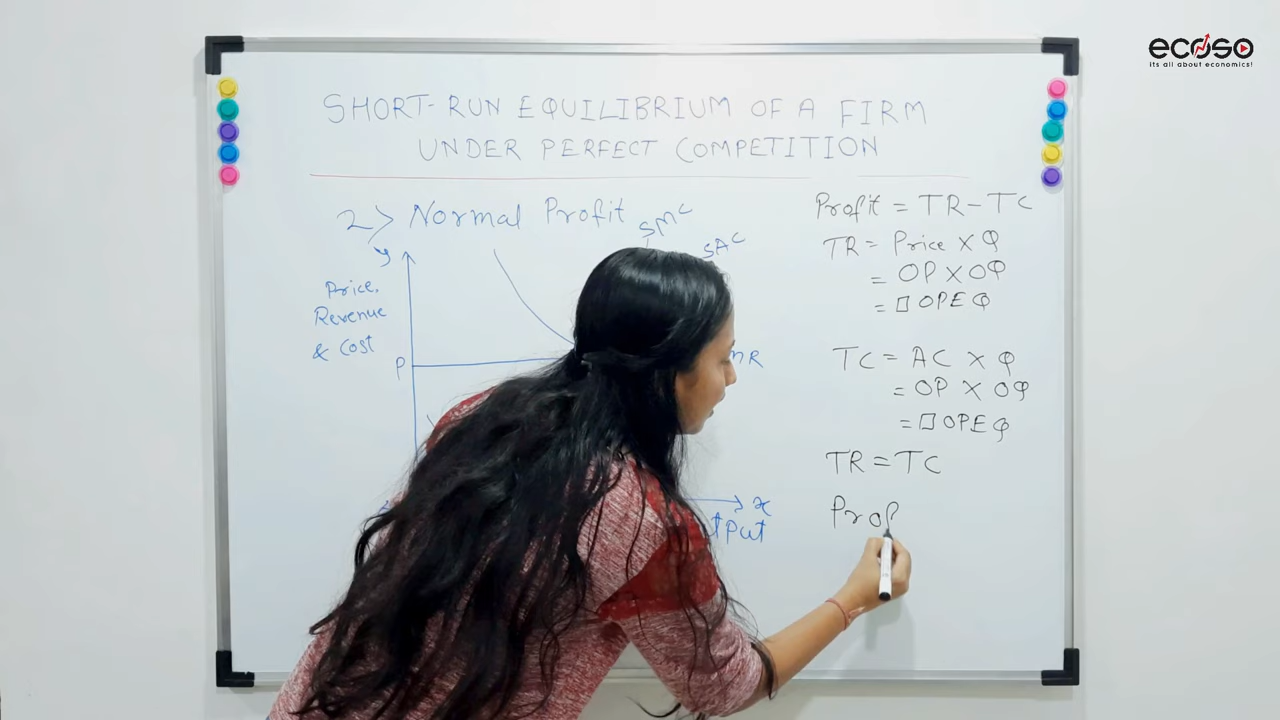 ecoso
its all about economics!
SHORT-RUN EQUILIBRIUM OF A FIRM
UNDER PERFECT COMPETITION
2> Normal Profit
SMC
SAC
y
Price,
Revenue
& Cost
P
MR
x
tPut
Profit = TR - TC
TR = Price X Q
= OP X OQ
= □ OPEQ
TC = AC X Q
= OP X OQ
= □ OPEQ
TR = TC
Prof